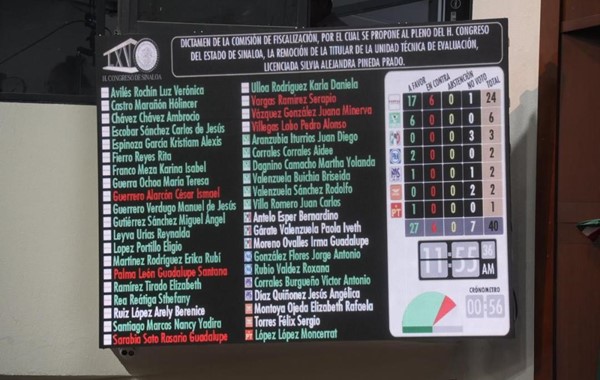 DICTAMEN DE LA COMISIÓN DE FISCALIZACIÓN, POR EL CUAL SE PROPONE AL PLENO DEL H. CONGRESO
DEL ESTADO DE SINALOA, LA REMOCIÓN DE LA TITULAR DE LA UNIDAD TÉCNICA DE EVALUACIÓN,
LICENCIADA SILVIA ALEJANDRA PINEDA PRADO.
H. CONGRESO DE SINALOA
Avilés Rochín Luz Verónica
Castro Marañón Hólincer
Chávez Chávez Ambrocio
Escobar Sánchez Carlos de Jesús
Espinoza García Kristiam Alexis
Fierro Reyes Rita
Franco Meza Karina Isabel
Guerra Ochoa María Teresa
Guerrero Alarcón César Ismael
Guerrero Verdugo Manuel de Jesús
Gutiérrez Sánchez Miguel Ángel
Leyva Urías Reynalda
López Portillo Eligio
Martínez Rodríguez Erika Rubí
Palma León Guadalupe Santana
Ramírez Tirado Elizabeth
Rea Reátiga Sthefany
Ruiz López Arely Berenice
Santiago Marcos Nancy Yadira
Sarabia Soto Rosario Guadalupe
Ulloa Rodríguez Karla Daniela
Vargas Ramírez Serapio
Vázquez González Juana Minerva
Villegas Lobo Pedro Alonso
Aranzubia Iturrios Juan Diego
Corrales Corrales Aidee
Dagnino Camacho Martha Yolanda
Valenzuela Buichia Briseida
Valenzuela Sánchez Rodolfo
Villa Romero Juan Carlos
Antelo Esper Bernardino
Gárate Valenzuela Paola Iveth
Moreno Ovalles Irma Guadalupe
González Flores Jorge Antonio
Rubio Valdez Roxana
Corrales Burgueño Víctor Antonio
Díaz Quiñonez Jesús Angélica
Montoya Ojeda Elizabeth Rafaela
Torres Félix Sergio
PT López López Moncerrat
A FAVOR EN CONTRA ABSTENCIÓN NO VOTO TOTAL
17 6 0 1 24
6 0 0 0 6
0 0 0 3 3
2 0 0 0 2
1 0 0 1 2
0 0 0 2 2
PT 1 0 0 0 1
27 6 0 7 40
11 55 AM
CRONÓMETRO
00:56